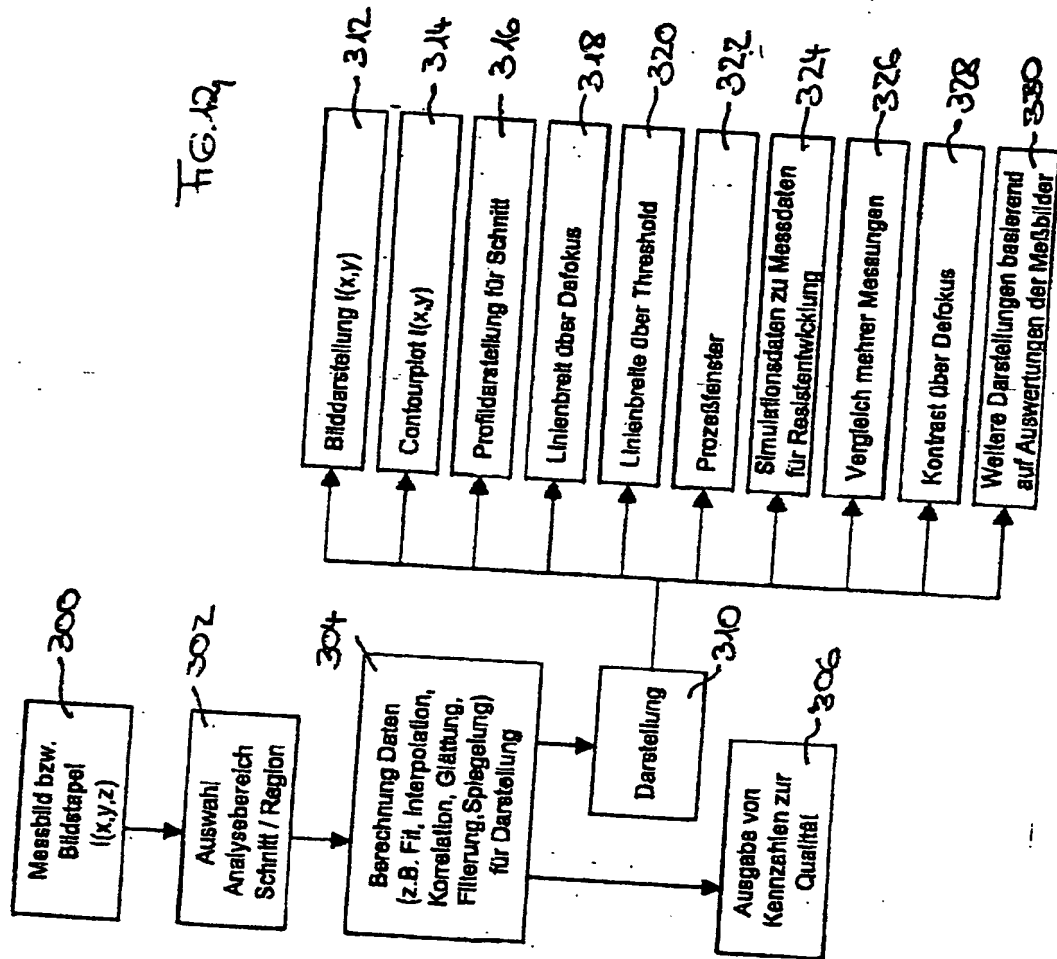 FIG. 12g
Messbild bzw.
Bildstapel
I(x,y,z)
300
Auswahl
Analysebereich
Schnitt / Region
302
Berechnung Daten
(z.B. Fit, Interpolation,
Korrelation, Glättung,
Filterung,Spiegelung)
für Darstellung
304
Darstellung
310
Ausgabe von
Kennzahlen zur
Qualität
306
Bilddarstellung I(x,y)
312
Contourplot I(x,y)
314
Profildarstellung für Schnitt
316
Linienbreit über Defokus
318
Linienbreite über Threshold
320
Prozeßfenster
322
Simulationsdaten zu Messdaten
für Resistentwicklung
324
Vergleich mehrer Messungen
326
Kontrast über Defokus
328
Weitere Darstellungen basierend
auf Auswertungen der Meßbilder
330